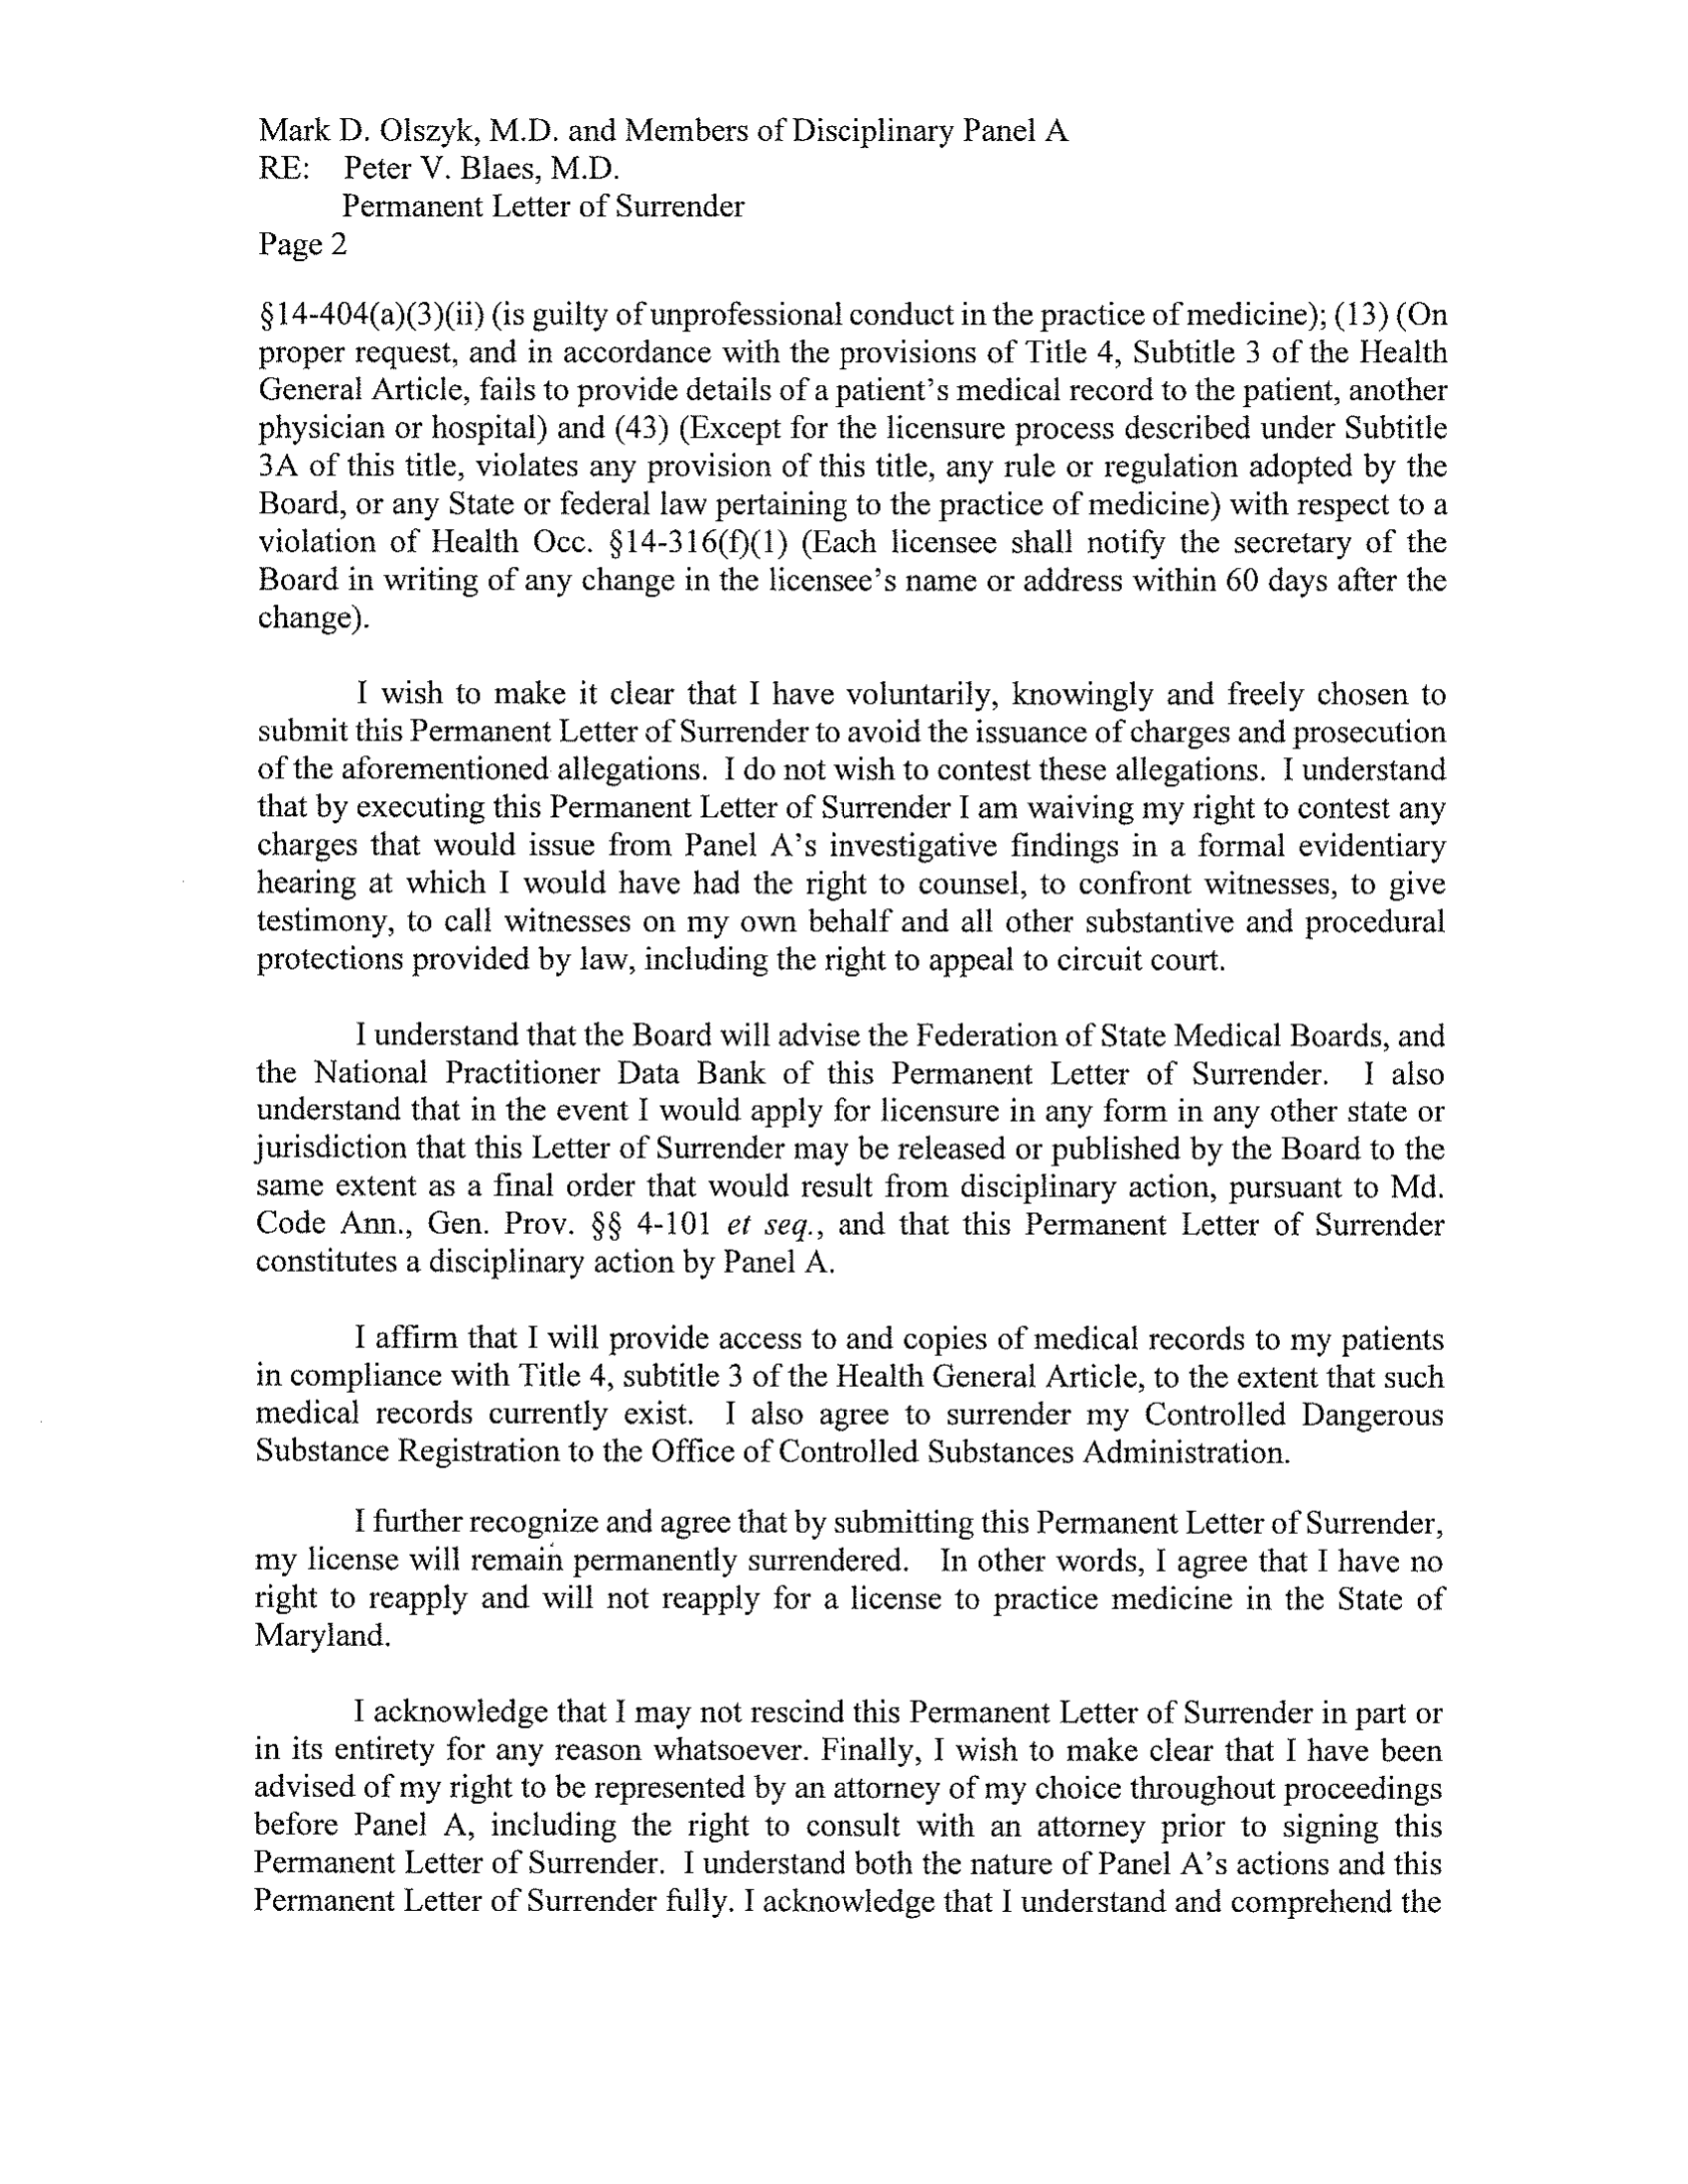 Mark D. Olszyk, M.D. and Members of Disciplinary Panel A
RE: Peter V. Blaes, M.D.
Permanent Letter of Surrender
Page 2
§14-404(a)(3)(ii) (is guilty of unprofessional conduct in the practice of medicine); (13) (On
proper request, and in accordance with the provisions of Title 4, Subtitle 3 of the Health
General Article, fails to provide details of a patient's medical record to the patient, another
physician or hospital) and (43) (Except for the licensure process described under Subtitle
3A of this title, violates any provision of this title, any rule or regulation adopted by the
Board, or any State or federal law pertaining to the practice of medicine) with respect to a
violation of Health Occ. §14-316(f)(1) (Each licensee shall notify the secretary of the
Board in writing of any change in the licensee's name or address within 60 days after the
change).
I wish to make it clear that I have voluntarily, knowingly and freely chosen to
submit this Permanent Letter of Surrender to avoid the issuance of charges and prosecution
of the aforementioned allegations. I do not wish to contest these allegations. I understand
that by executing this Permanent Letter of Surrender I am waiving my right to contest any
charges that would issue from Panel A's investigative findings in a formal evidentiary
hearing at which I would have had the right to counsel, to confront witnesses, to give
testimony, to call witnesses on my own behalf and all other substantive and procedural
protections provided by law, including the right to appeal to circuit court.
I understand that the Board will advise the Federation of State Medical Boards, and
the National Practitioner Data Bank of this Permanent Letter of Surrender. I also
understand that in the event I would apply for licensure in any form in any other state or
jurisdiction that this Letter of Surrender may be released or published by the Board to the
same extent as a final order that would result from disciplinary action, pursuant to Md.
Code Ann., Gen. Prov. §§ 4-101 et seq., and that this Permanent Letter of Surrender
constitutes a disciplinary action by Panel A.
I affirm that I will provide access to and copies of medical records to my patients
in compliance with Title 4, subtitle 3 of the Health General Article, to the extent that such
medical records currently exist. I also agree to surrender my Controlled Dangerous
Substance Registration to the Office of Controlled Substances Administration.
I further recognize and agree that by submitting this Permanent Letter of Surrender,
my license will remain permanently surrendered. In other words, I agree that I have no
right to reapply and will not reapply for a license to practice medicine in the State of
Maryland.
I acknowledge that I may not rescind this Permanent Letter of Surrender in part or
in its entirety for any reason whatsoever. Finally, I wish to make clear that I have been
advised of my right to be represented by an attorney of my choice throughout proceedings
before Panel A, including the right to consult with an attorney prior to signing this
Permanent Letter of Surrender. I understand both the nature of Panel A's actions and this
Permanent Letter of Surrender fully. I acknowledge that I understand and comprehend the